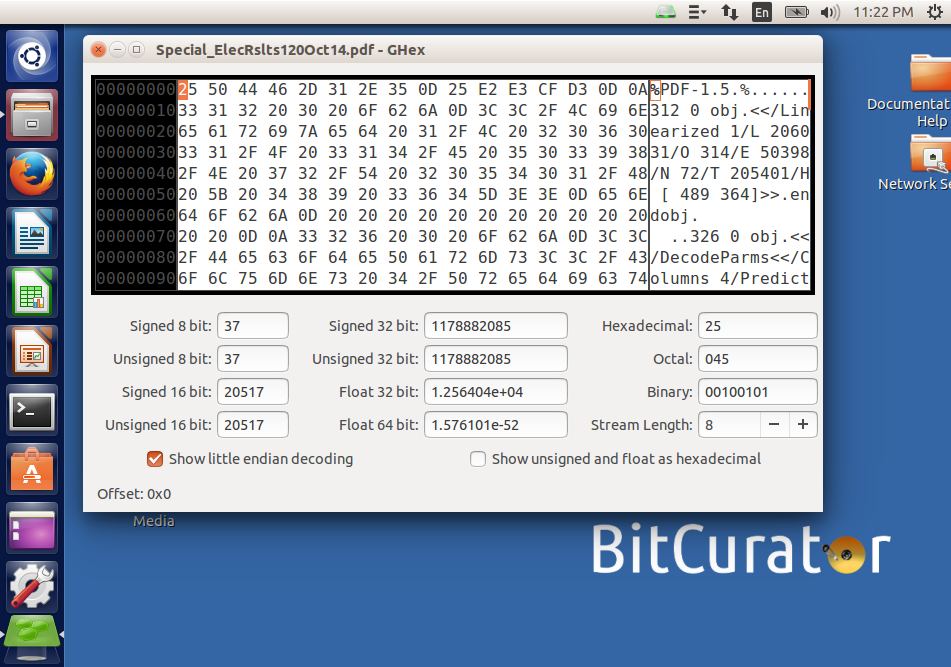 En 11:22 PM
Special_ElecRslts120Oct14.pdf - GHex
00000000 25 50 44 46 2D 31 2E 35 0D 25 E2 E3 CF D3 0D 0A %PDF-1.5.%......
00000010 33 31 32 20 30 20 6F 62 6A 0D 3C 3C 2F 4C 69 6E 312 0 obj.<</Lin
00000020 65 61 72 69 7A 65 64 20 31 2F 4C 20 32 30 36 30 earized 1/L 2060
00000030 33 31 2F 4F 20 33 31 34 2F 45 20 35 30 33 39 38 31/O 314/E 50398
00000040 2F 4E 20 37 32 2F 54 20 32 30 35 34 30 31 2F 48 /N 72/T 205401/H
00000050 20 5B 20 34 38 39 20 33 36 34 5D 3E 3E 0D 65 6E [ 489 364]>>.en
00000060 64 6F 62 6A 0D 20 20 20 20 20 20 20 20 20 20 20 dobj.
00000070 20 20 0D 0A 33 32 36 20 30 20 6F 62 6A 0D 3C 3C ..326 0 obj.<<
00000080 2F 44 65 63 6F 64 65 50 61 72 6D 73 3C 3C 2F 43 /DecodeParms<</C
00000090 6F 6C 75 6D 6E 73 20 34 2F 50 72 65 64 69 63 74 olumns 4/Predict
Signed 8 bit: 37 Signed 32 bit: 1178882085 Hexadecimal: 25
Unsigned 8 bit: 37 Unsigned 32 bit: 1178882085 Octal: 045
Signed 16 bit: 20517 Float 32 bit: 1.256404e+04 Binary: 00100101
Unsigned 16 bit: 20517 Float 64 bit: 1.576101e-52 Stream Length: 8 − +
Show little endian decoding Show unsigned and float as hexadecimal
Offset: 0x0
Media
Documentat
Help
Network Se
BitCurator